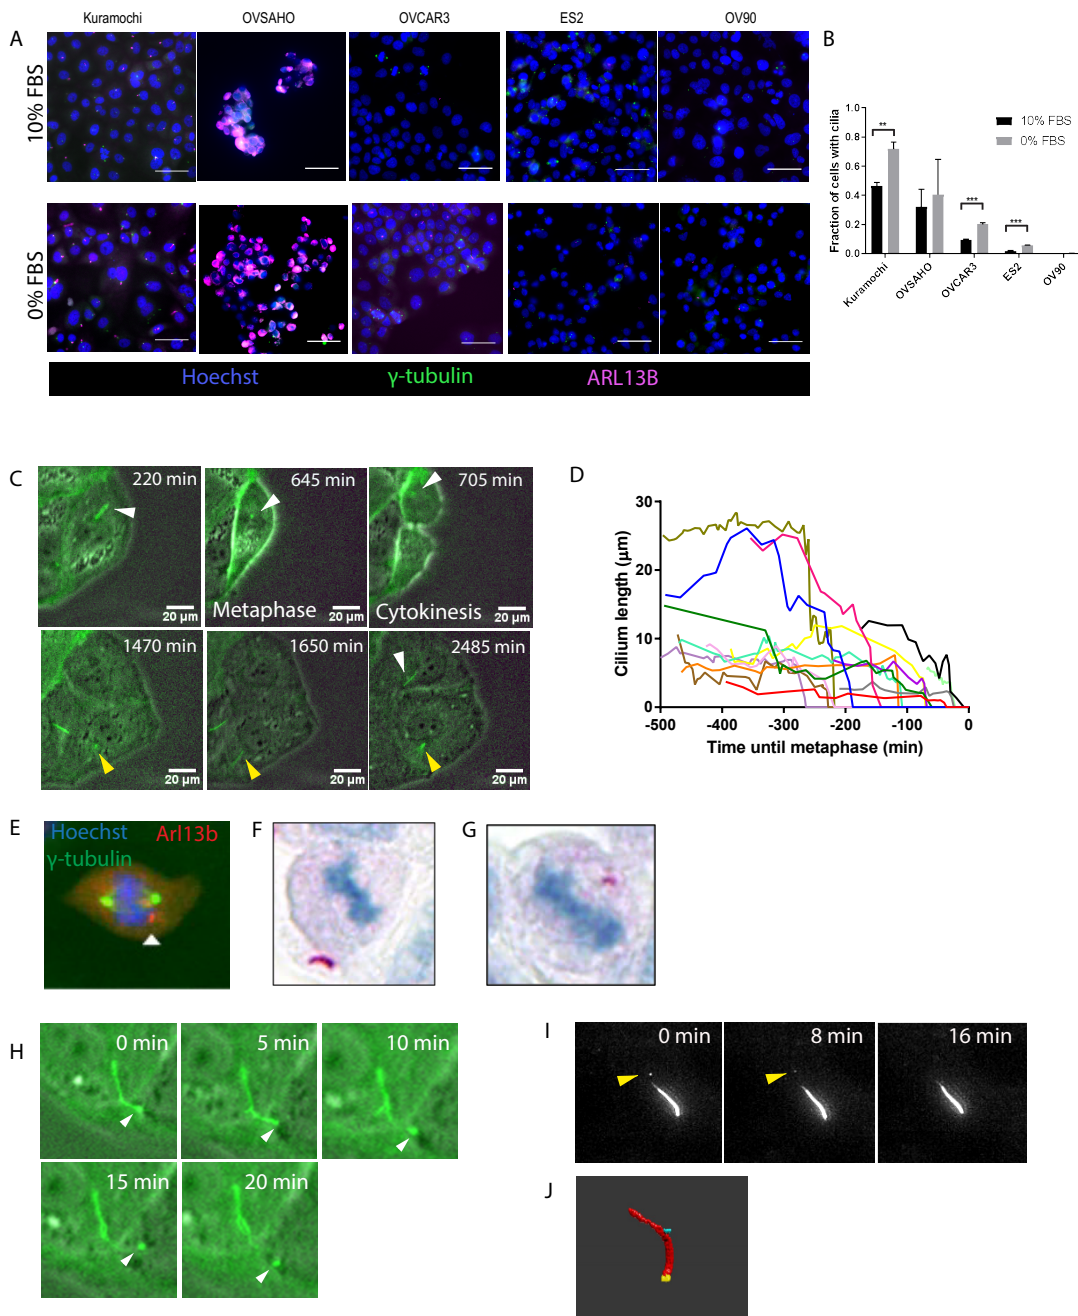 Kuramochi OVSAHO OVCAR3 ES2 OV90
A
10% FBS
0% FBS
Hoechst γ-tubulin ARL13B
B
Fraction of cells with cilia
1.0
0.8
0.6
0.4
0.2
0.0
** *** ***
10% FBS
0% FBS
Kuramochi OVSAHO OVCAR3 ES2 OV90
C
220 min 645 min 705 min
Metaphase Cytokinesis
20 µm 20 µm 20 µm
1470 min 1650 min 2485 min
20 µm 20 µm 20 µm
D
Cilium length (µm)
30
20
10
0
-500 -400 -300 -200 -100 0
Time until metaphase (min)
E
Hoechst Arl13b
γ-tubulin
F
G
H
0 min 5 min 10 min
15 min 20 min
I
0 min 8 min 16 min
J